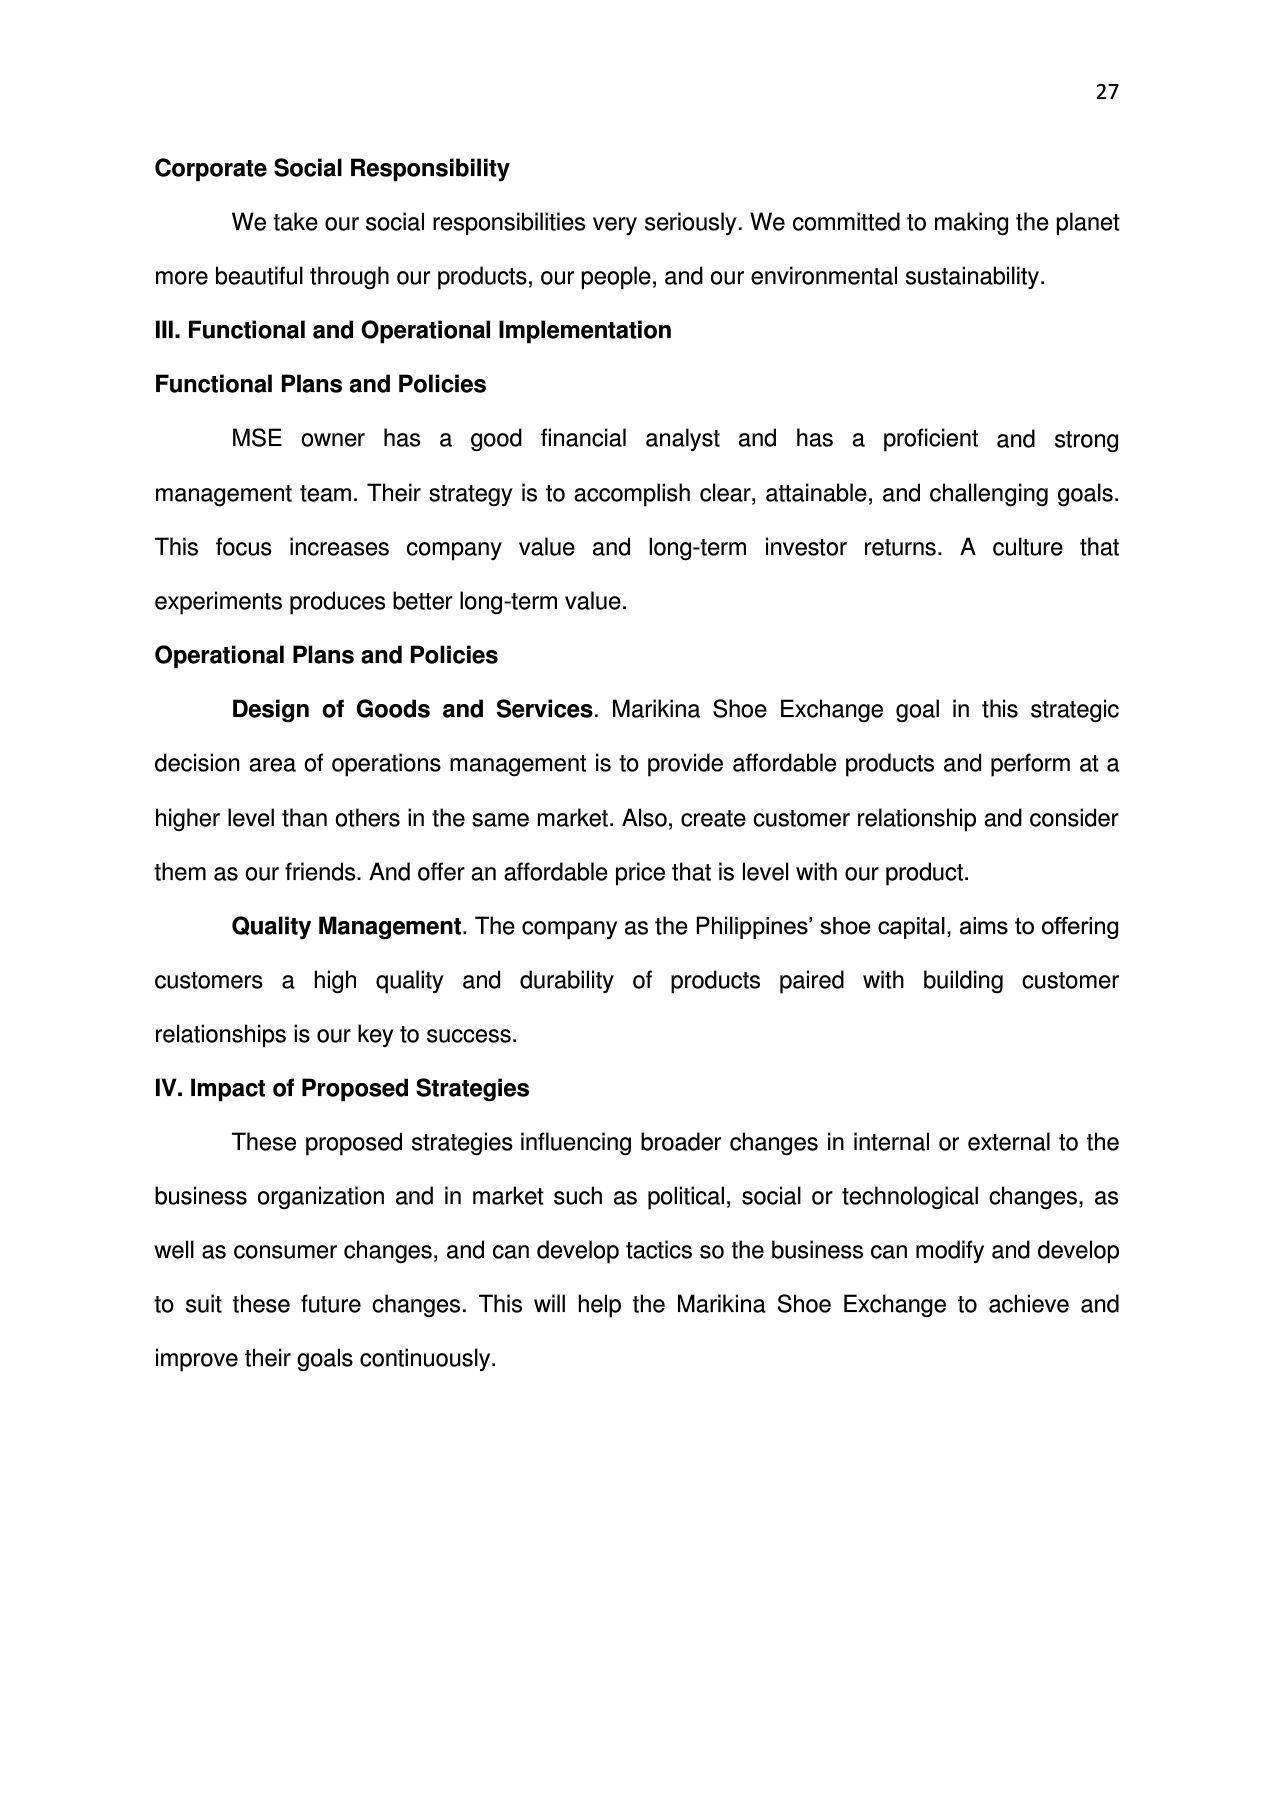 27
Corporate Social Responsibility
We take our social responsibilities very seriously. We committed to making the planet
more beautiful through our products, our people, and our environmental sustainability.
III. Functional and Operational Implementation
Functional Plans and Policies
MSE owner has a good financial analyst and has a proficient and strong
management team. Their strategy is to accomplish clear, attainable, and challenging goals.
This focus increases company value and long-term investor returns. A culture that
experiments produces better long-term value.
Operational Plans and Policies
Design of Goods and Services. Marikina Shoe Exchange goal in this strategic
decision area of operations management is to provide affordable products and perform at a
higher level than others in the same market. Also, create customer relationship and consider
them as our friends. And offer an affordable price that is level with our product.
Quality Management. The company as the Philippines’ shoe capital, aims to offering
customers a high quality and durability of products paired with building customer
relationships is our key to success.
IV. Impact of Proposed Strategies
These proposed strategies influencing broader changes in internal or external to the
business organization and in market such as political, social or technological changes, as
well as consumer changes, and can develop tactics so the business can modify and develop
to suit these future changes. This will help the Marikina Shoe Exchange to achieve and
improve their goals continuously.